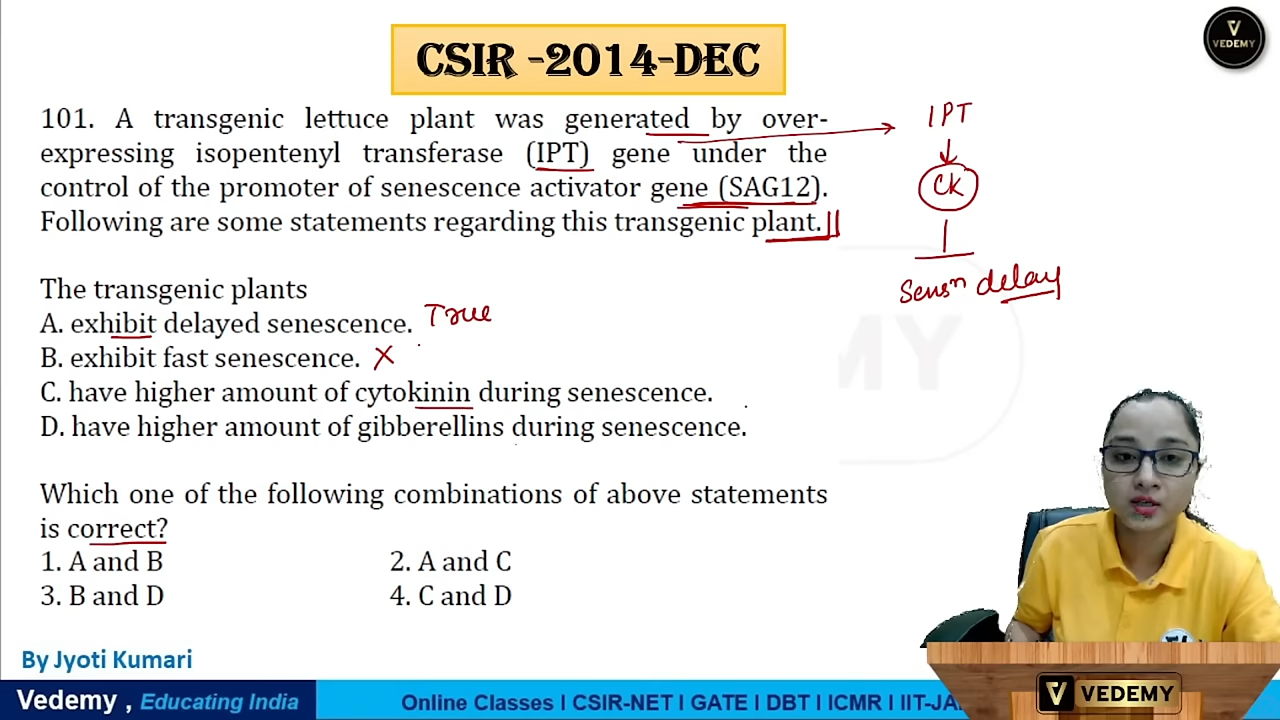 CSIR -2014-DEC
V
VEDEMY
101. A transgenic lettuce plant was generated by over-
expressing isopentenyl transferase (IPT) gene under the
control of the promoter of senescence activator gene (SAG12).
Following are some statements regarding this transgenic plant.
IPT
CK
Sensⁿ delay
The transgenic plants
A. exhibit delayed senescence. True
B. exhibit fast senescence. X
C. have higher amount of cytokinin during senescence.
D. have higher amount of gibberellins during senescence.
Which one of the following combinations of above statements
is correct?
1. A and B 2. A and C
3. B and D 4. C and D
By Jyoti Kumari
Vedemy , Educating India
Online Classes I CSIR-NET I GATE I DBT I ICMR I IIT-JA
V VEDEMY